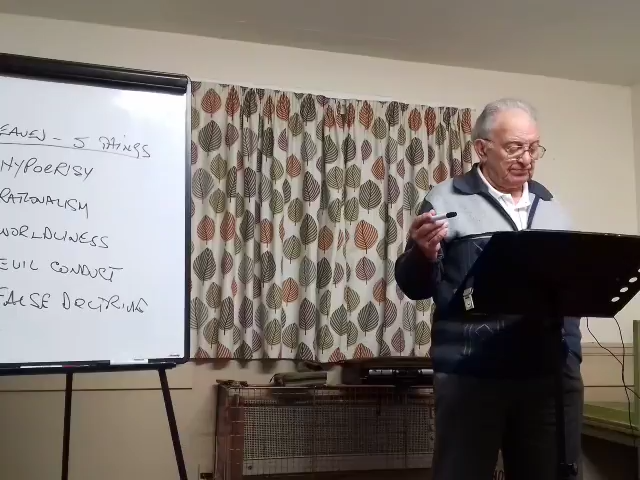 EAVEN - 5 THINGS
HYPOCRISY
RATIONALISM
WORLDLINESS
EVIL CONDUCT
FALSE DOCTRINE